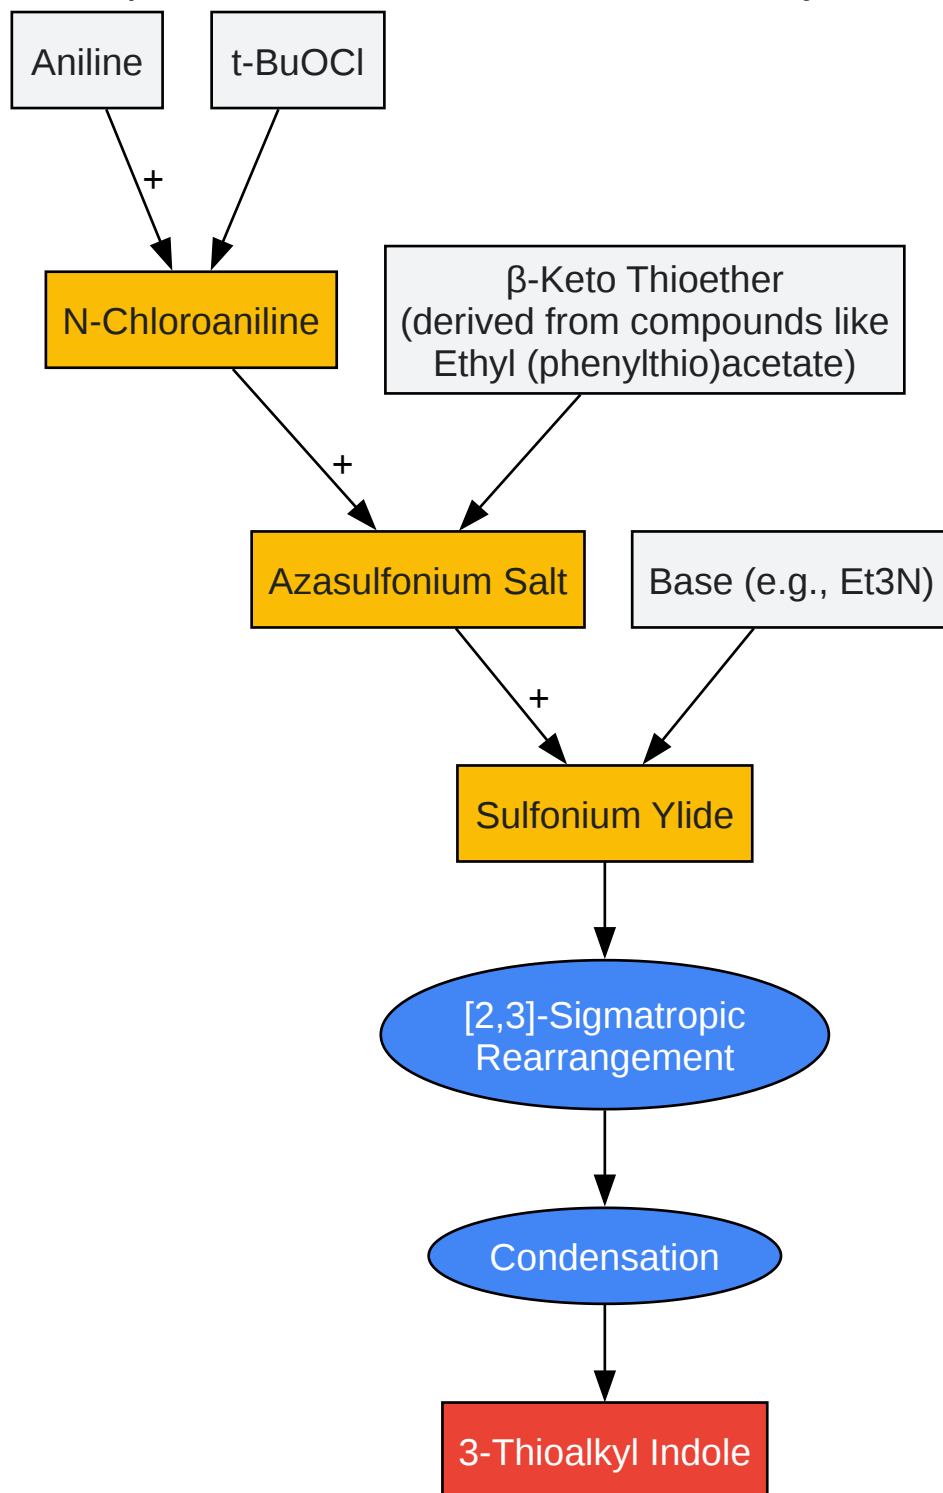 Aniline
t-BuOCl
+
N-Chloroaniline
β-Keto Thioether
(derived from compounds like
Ethyl (phenylthio)acetate)
+
Azasulfonium Salt
Base (e.g., Et3N)
+
Sulfonium Ylide
[2,3]-Sigmatropic
Rearrangement
Condensation
3-Thioalkyl Indole